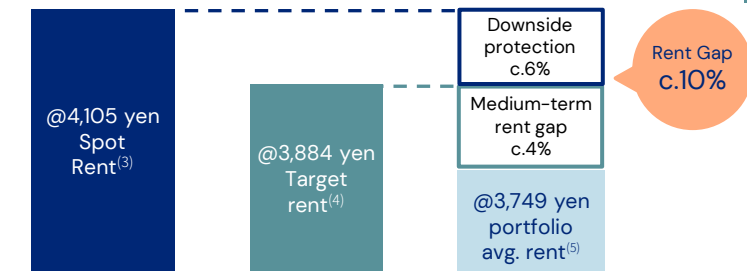 @4,105 yen
Spot
Rent(3)
@3,884 yen
Target
rent(4)
Downside
protection
c.6%
Medium-term
rent gap
c.4%
@3,749 yen
portfolio
avg. rent(5)
Rent Gap
c.10%